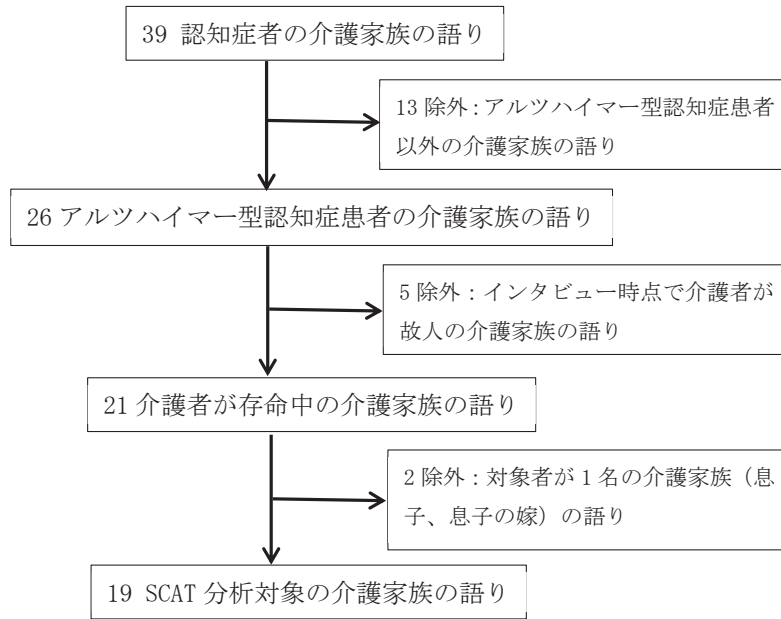 39 認知症者の介護家族の語り
13 除外：アルツハイマー型認知症患者
以外の介護家族の語り
26 アルツハイマー型認知症患者の介護家族の語り
5 除外：インタビュー時点で介護者が
故人の介護家族の語り
21 介護者が存命中の介護家族の語り
2 除外：対象者が 1 名の介護家族（息
子、息子の嫁）の語り
19 SCAT 分析対象の介護家族の語り